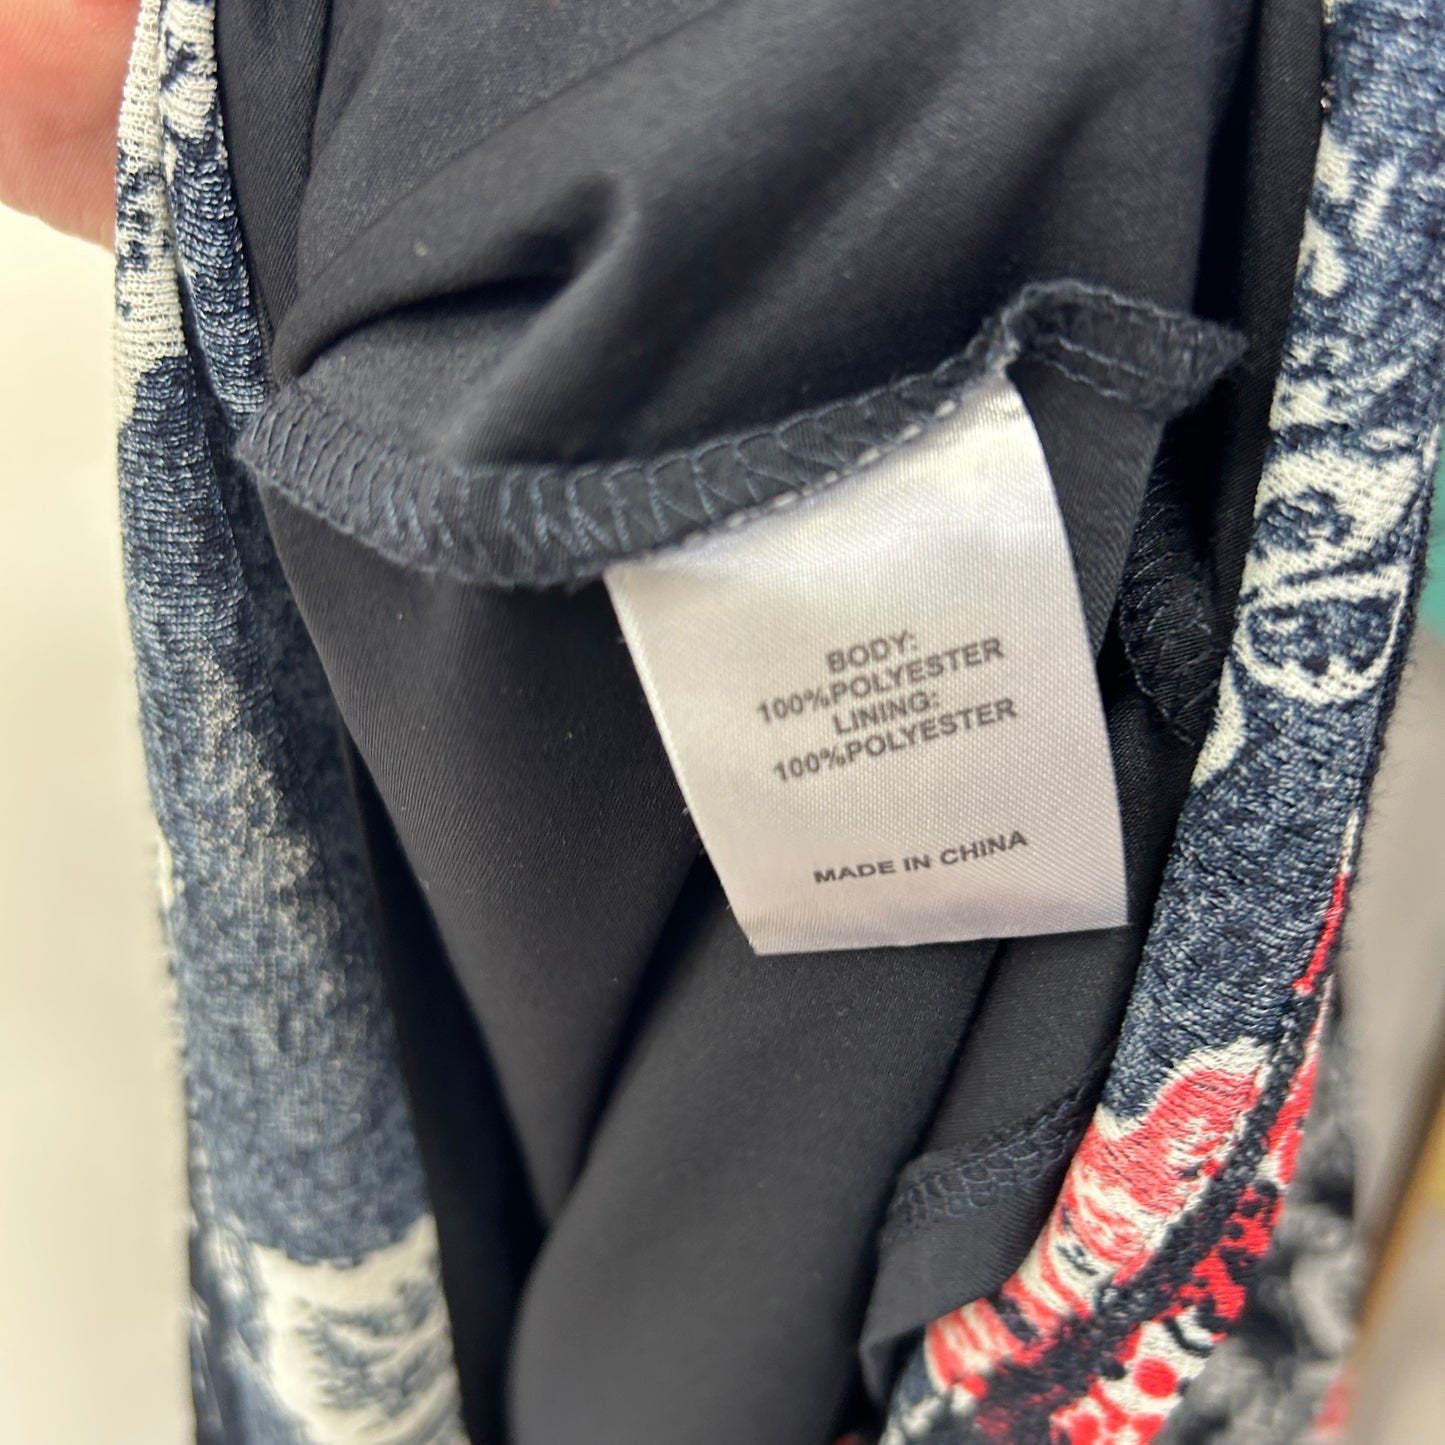 BODY:
100%POLYESTER
LINING:
100%POLYESTER
MADE IN CHINA